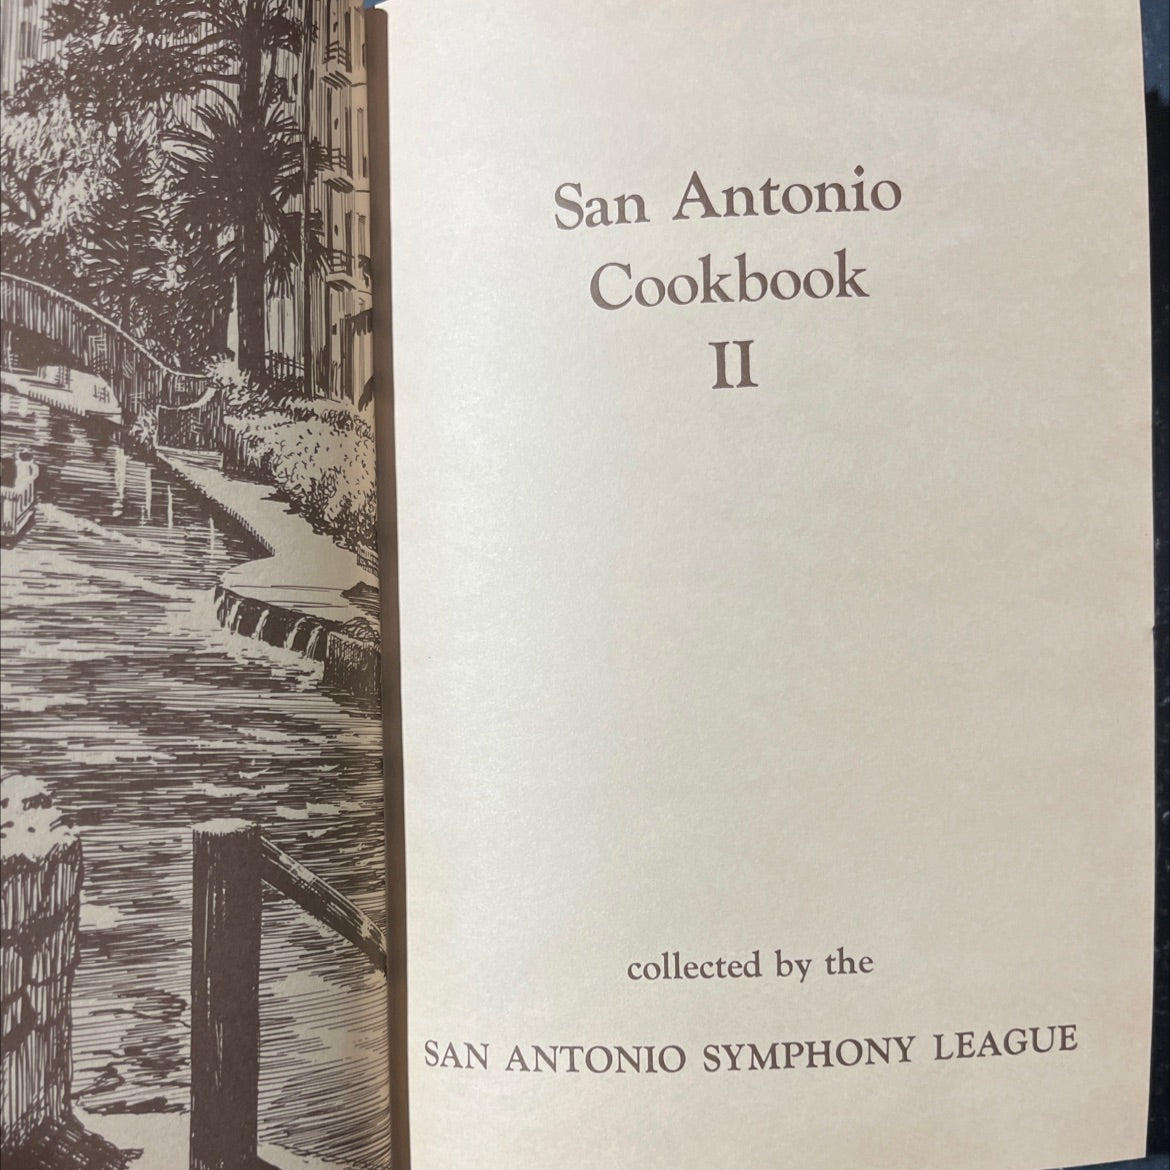 San Antonio
Cookbook
II
collected by the
SAN ANTONIO SYMPHONY LEAGUE